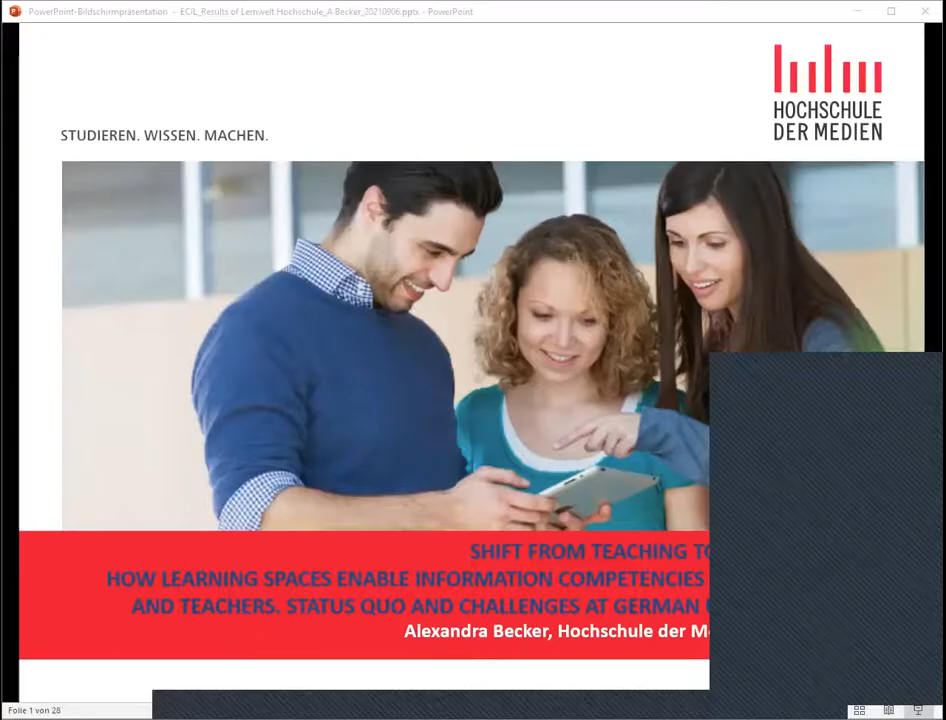 PowerPoint-Bildschirmpräsentation - ECIL_Results of Lernwelt Hochschule_A Becker_20210906.pptx - PowerPoint
HOCHSCHULE
DER MEDIEN
STUDIEREN. WISSEN. MACHEN.
SHIFT FROM TEACHING TO
HOW LEARNING SPACES ENABLE INFORMATION COMPETENCIES
AND TEACHERS. STATUS QUO AND CHALLENGES AT GERMAN
Alexandra Becker, Hochschule der
Folie 1 von 28